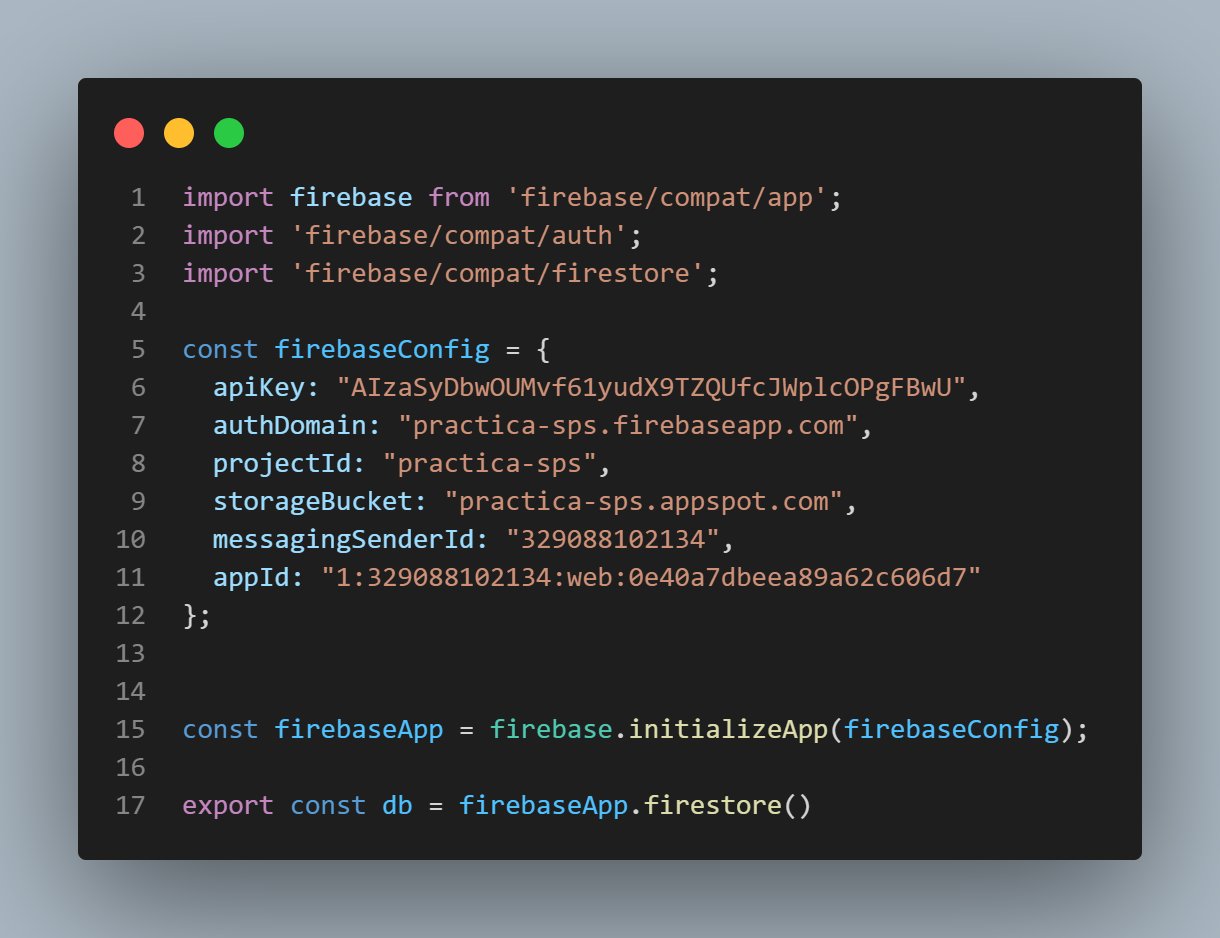 1 import firebase from 'firebase/compat/app';
2 import 'firebase/compat/auth';
3 import 'firebase/compat/firestore';
4
5 const firebaseConfig = {
6   apiKey: "AIzaSyDbwOUMvf61yudX9TZQUfcJWplcOPgFBwU",
7   authDomain: "practica-sps.firebaseapp.com",
8   projectId: "practica-sps",
9   storageBucket: "practica-sps.appspot.com",
10   messagingSenderId: "329088102134",
11   appId: "1:329088102134:web:0e40a7dbeea89a62c606d7"
12 };
13
14
15 const firebaseApp = firebase.initializeApp(firebaseConfig);
16
17 export const db = firebaseApp.firestore()